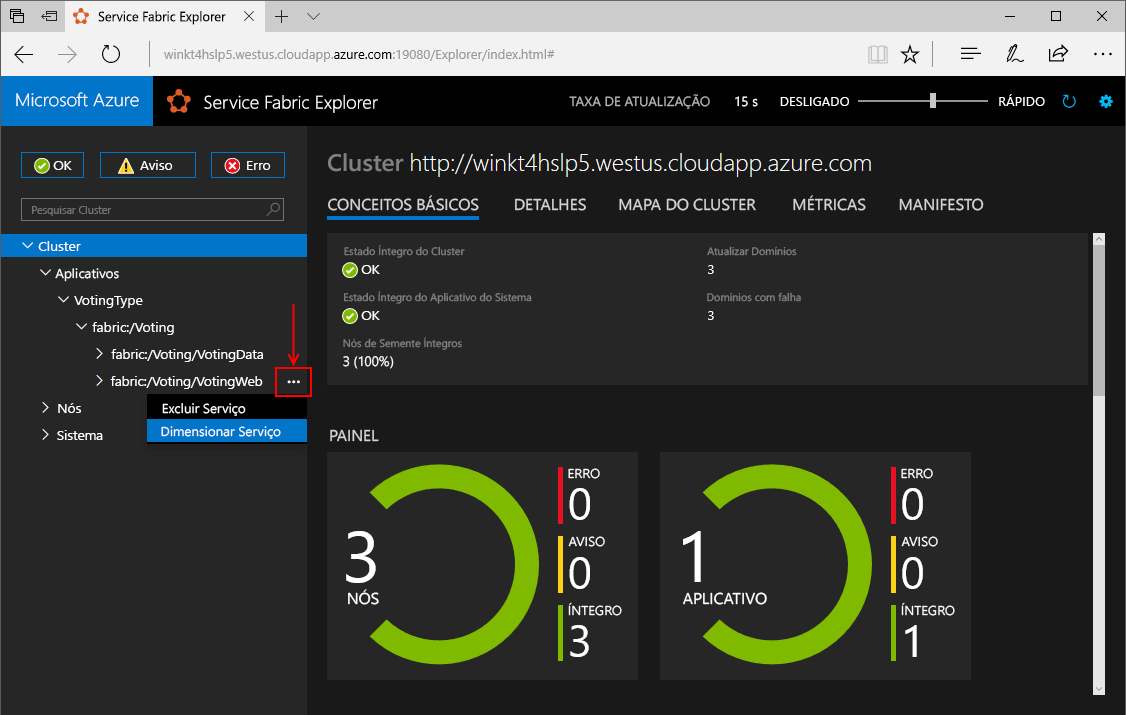 Service Fabric Explorer
winkt4hslp5.westus.cloudapp.azure.com:19080/Explorer/index.html#
Microsoft Azure
Service Fabric Explorer
TAXA DE ATUALIZAÇÃO 15 s DESLIGADO RÁPIDO
OK Aviso Erro
Pesquisar Cluster
Cluster
Aplicativos
VotingType
fabric:/Voting
fabric:/Voting/VotingData
fabric:/Voting/VotingWeb
Excluir Serviço
Dimensionar Serviço
Nós
Sistema
Cluster http://winkt4hslp5.westus.cloudapp.azure.com
CONCEITOS BÁSICOS DETALHES MAPA DO CLUSTER MÉTRICAS MANIFESTO
Estado Íntegro do Cluster
OK
Estado Íntegro do Aplicativo do Sistema
OK
Nós de Semente Íntegros
3 (100%)
Atualizar Domínios
3
Domínios com falha
3
PAINEL
3
NÓS
ERRO
0
AVISO
0
ÍNTEGRO
3
1
APLICATIVO
ERRO
0
AVISO
0
ÍNTEGRO
1